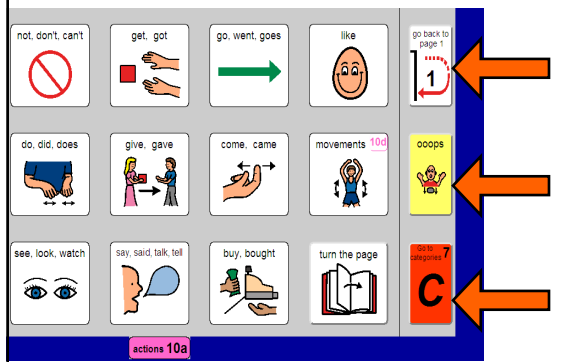 not, don't, can't
get, got
go, went, goes
like
go back to
page 1
1
do, did, does
give, gave
come, came
movements 10d
ooops
see, look, watch
say, said, talk, tell
buy, bought
turn the page
Go to
categories 7
C
actions 10a